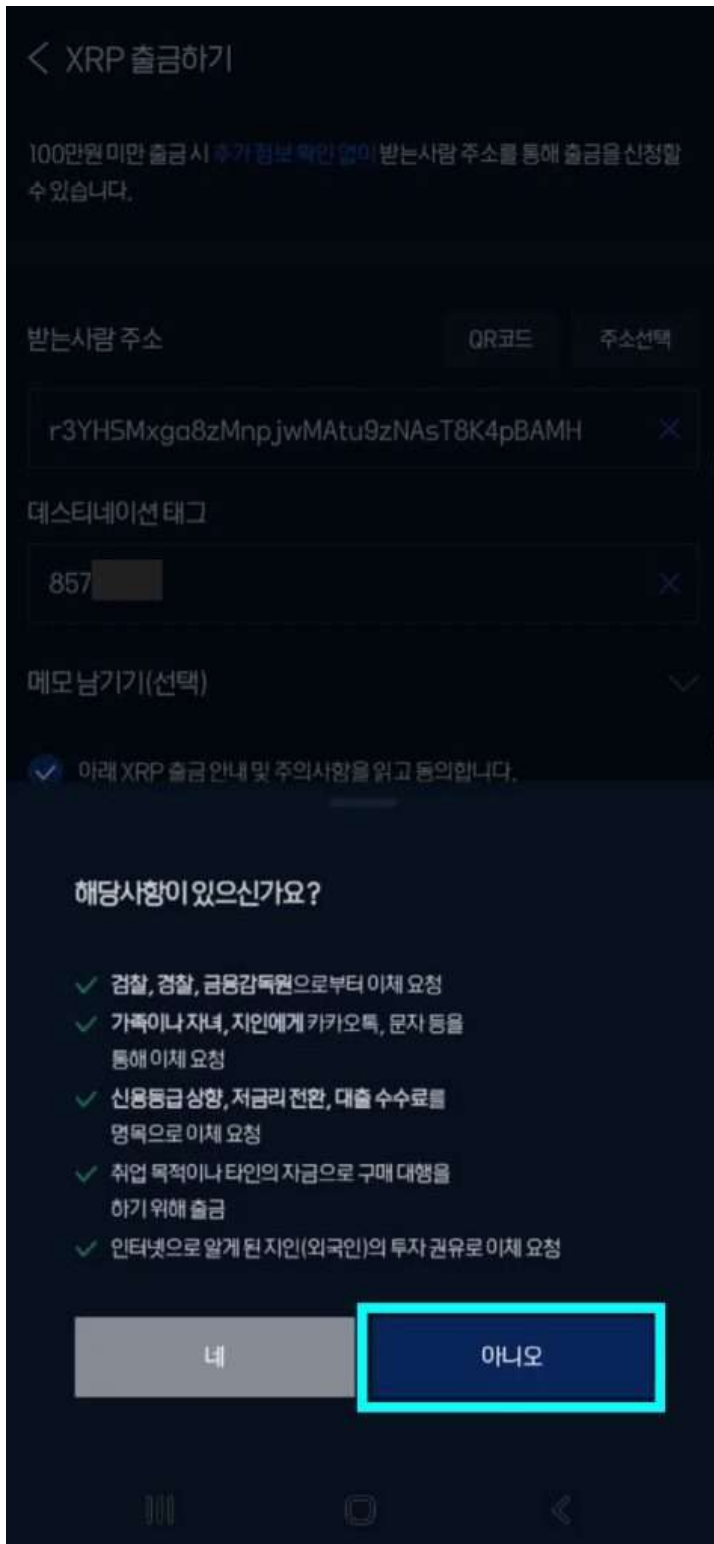 XRP 출금하기
100만원 미만 출금 시 추가 정보 확인 없이 받는사람 주소를 통해 출금을 신청할
수 있습니다.
받는사람 주소
QR코드
주소선택
r3YHSMxga8zMnpjwMAtu9zNAsT8K4pBAMH
데스티네이션 태그
857
메모 남기기(선택)
아래 XRP 출금 안내 및 주의사항을 읽고 동의합니다.
해당사항이 있으신가요?
검찰, 경찰, 금융감독원으로부터 이체 요청
가족이나 자녀, 지인에게 카카오톡, 문자 등을
통해 이체 요청
신용등급 상향, 저금리 전환, 대출 수수료를
명목으로 이체 요청
취업 목적이나 타인의 자금으로 구매 대행을
하기 위해 출금
인터넷으로 알게 된 지인(외국인)의 투자 권유로 이체 요청
네
아니오